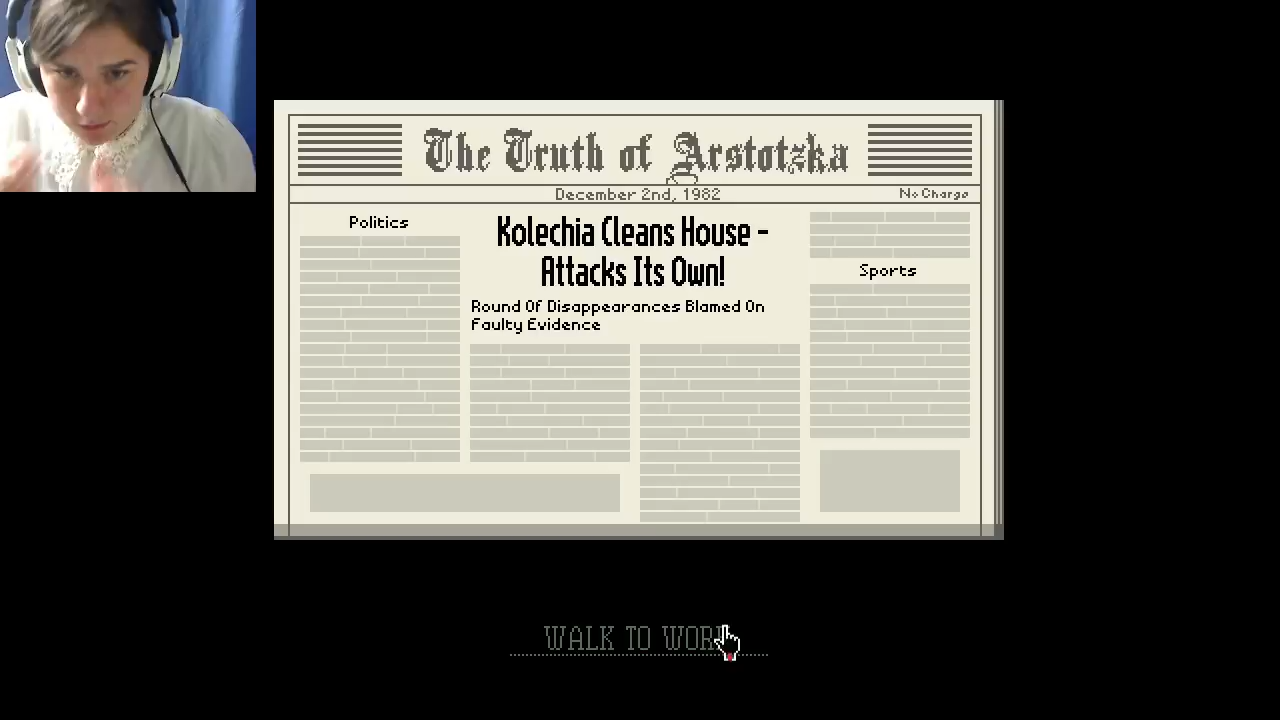 The Truth of Arstotzka
December 2nd, 1982
No Charge
Politics
Kolechia Cleans House -
Attacks Its Own!
Round Of Disappearances Blamed On
Faulty Evidence
Sports
WALK TO WORK